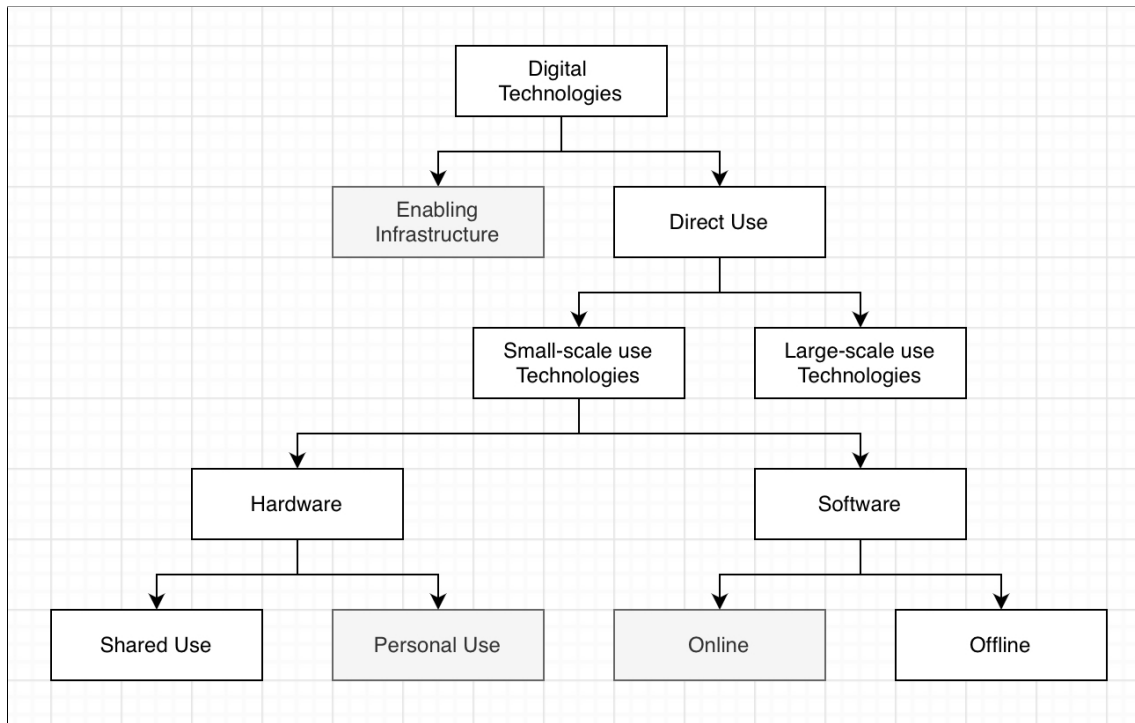 Digital
Technologies
Enabling
Infrastructure
Direct Use
Small-scale use
Technologies
Large-scale use
Technologies
Hardware
Software
Shared Use
Personal Use
Online
Offline